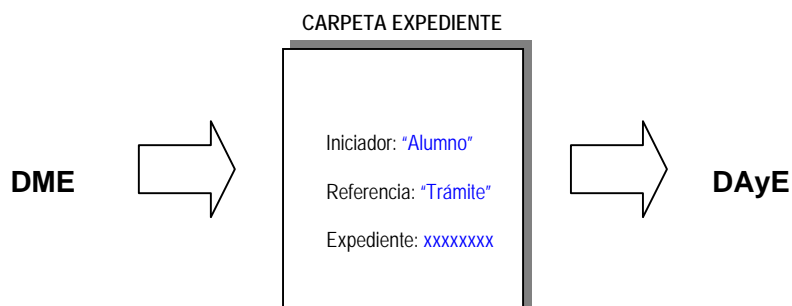 CARPETA EXPEDIENTE
Iniciador: “Alumno”
DME
Referencia: “Trámite”
DAyE
Expediente: xxxxxxxx